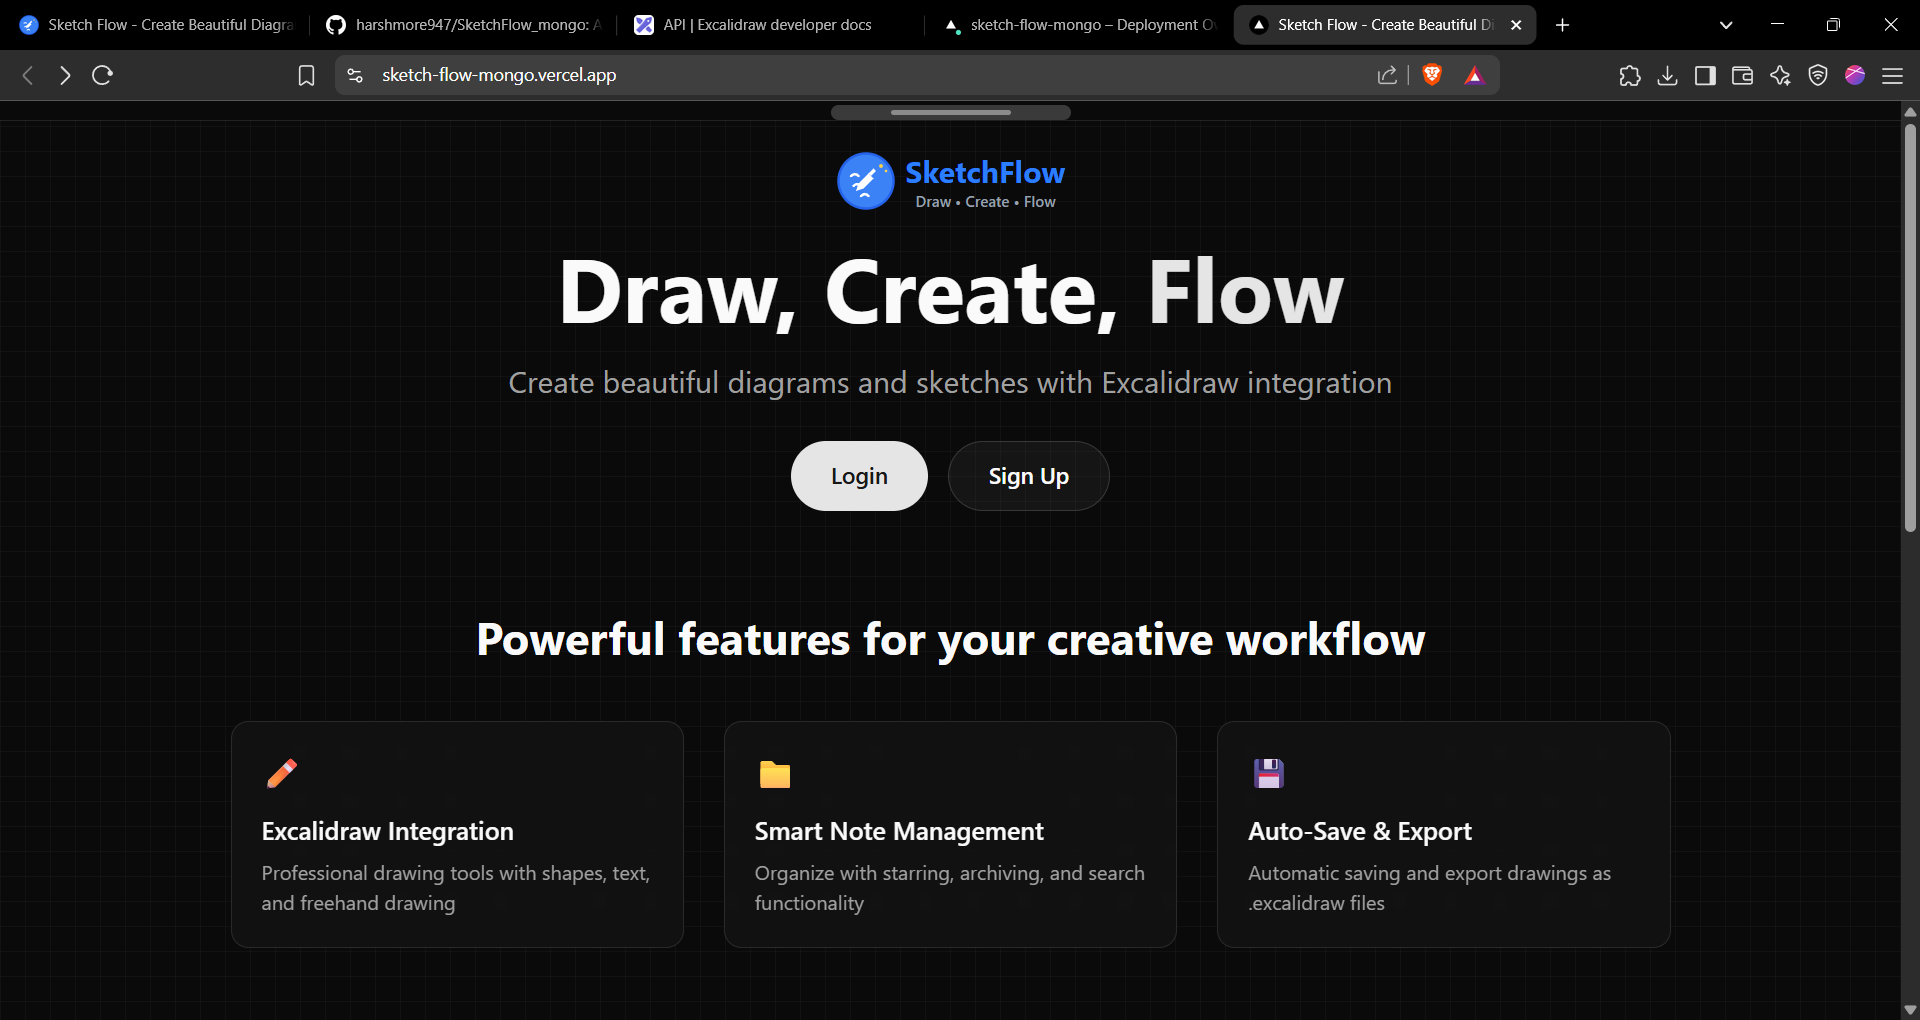 Sketch Flow - Create Beautiful Diagra
harshmore947/SketchFlow_mongo: A
API | Excalidraw developer docs
sketch-flow-mongo – Deployment Ov
Sketch Flow - Create Beautiful Di
sketch-flow-mongo.vercel.app
SketchFlow
Draw • Create • Flow
Draw, Create, Flow
Create beautiful diagrams and sketches with Excalidraw integration
Login
Sign Up
Powerful features for your creative workflow
Excalidraw Integration
Professional drawing tools with shapes, text,
and freehand drawing
Smart Note Management
Organize with starring, archiving, and search
functionality
Auto-Save & Export
Automatic saving and export drawings as
.excalidraw files